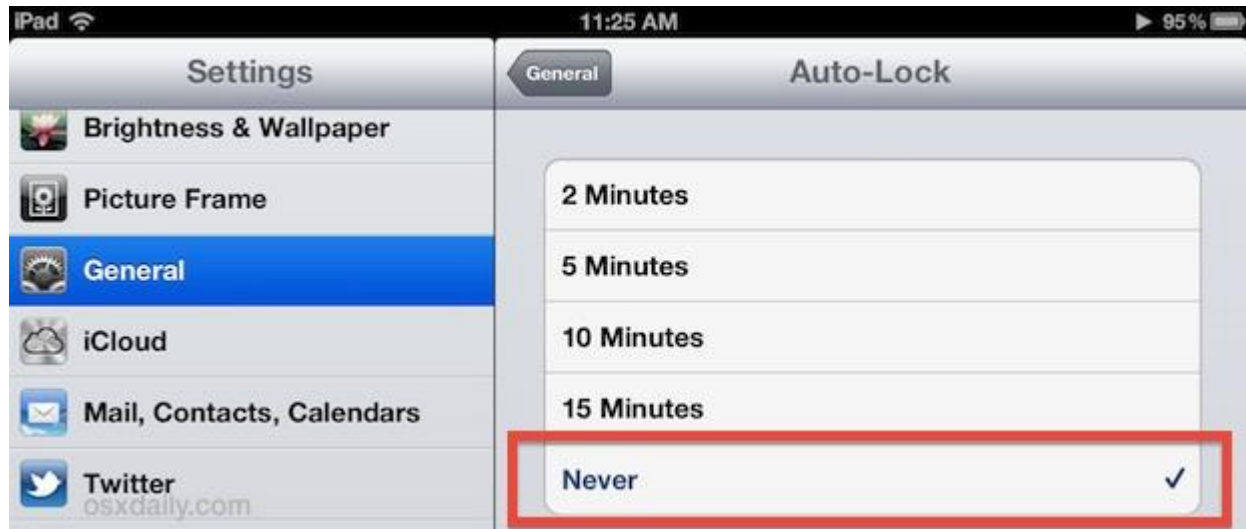 iPad 11:25 AM 95%
Settings
General Auto-Lock
Brightness & Wallpaper
Picture Frame
General
iCloud
Mail, Contacts, Calendars
Twitter
osxdaily.com
2 Minutes
5 Minutes
10 Minutes
15 Minutes
Never